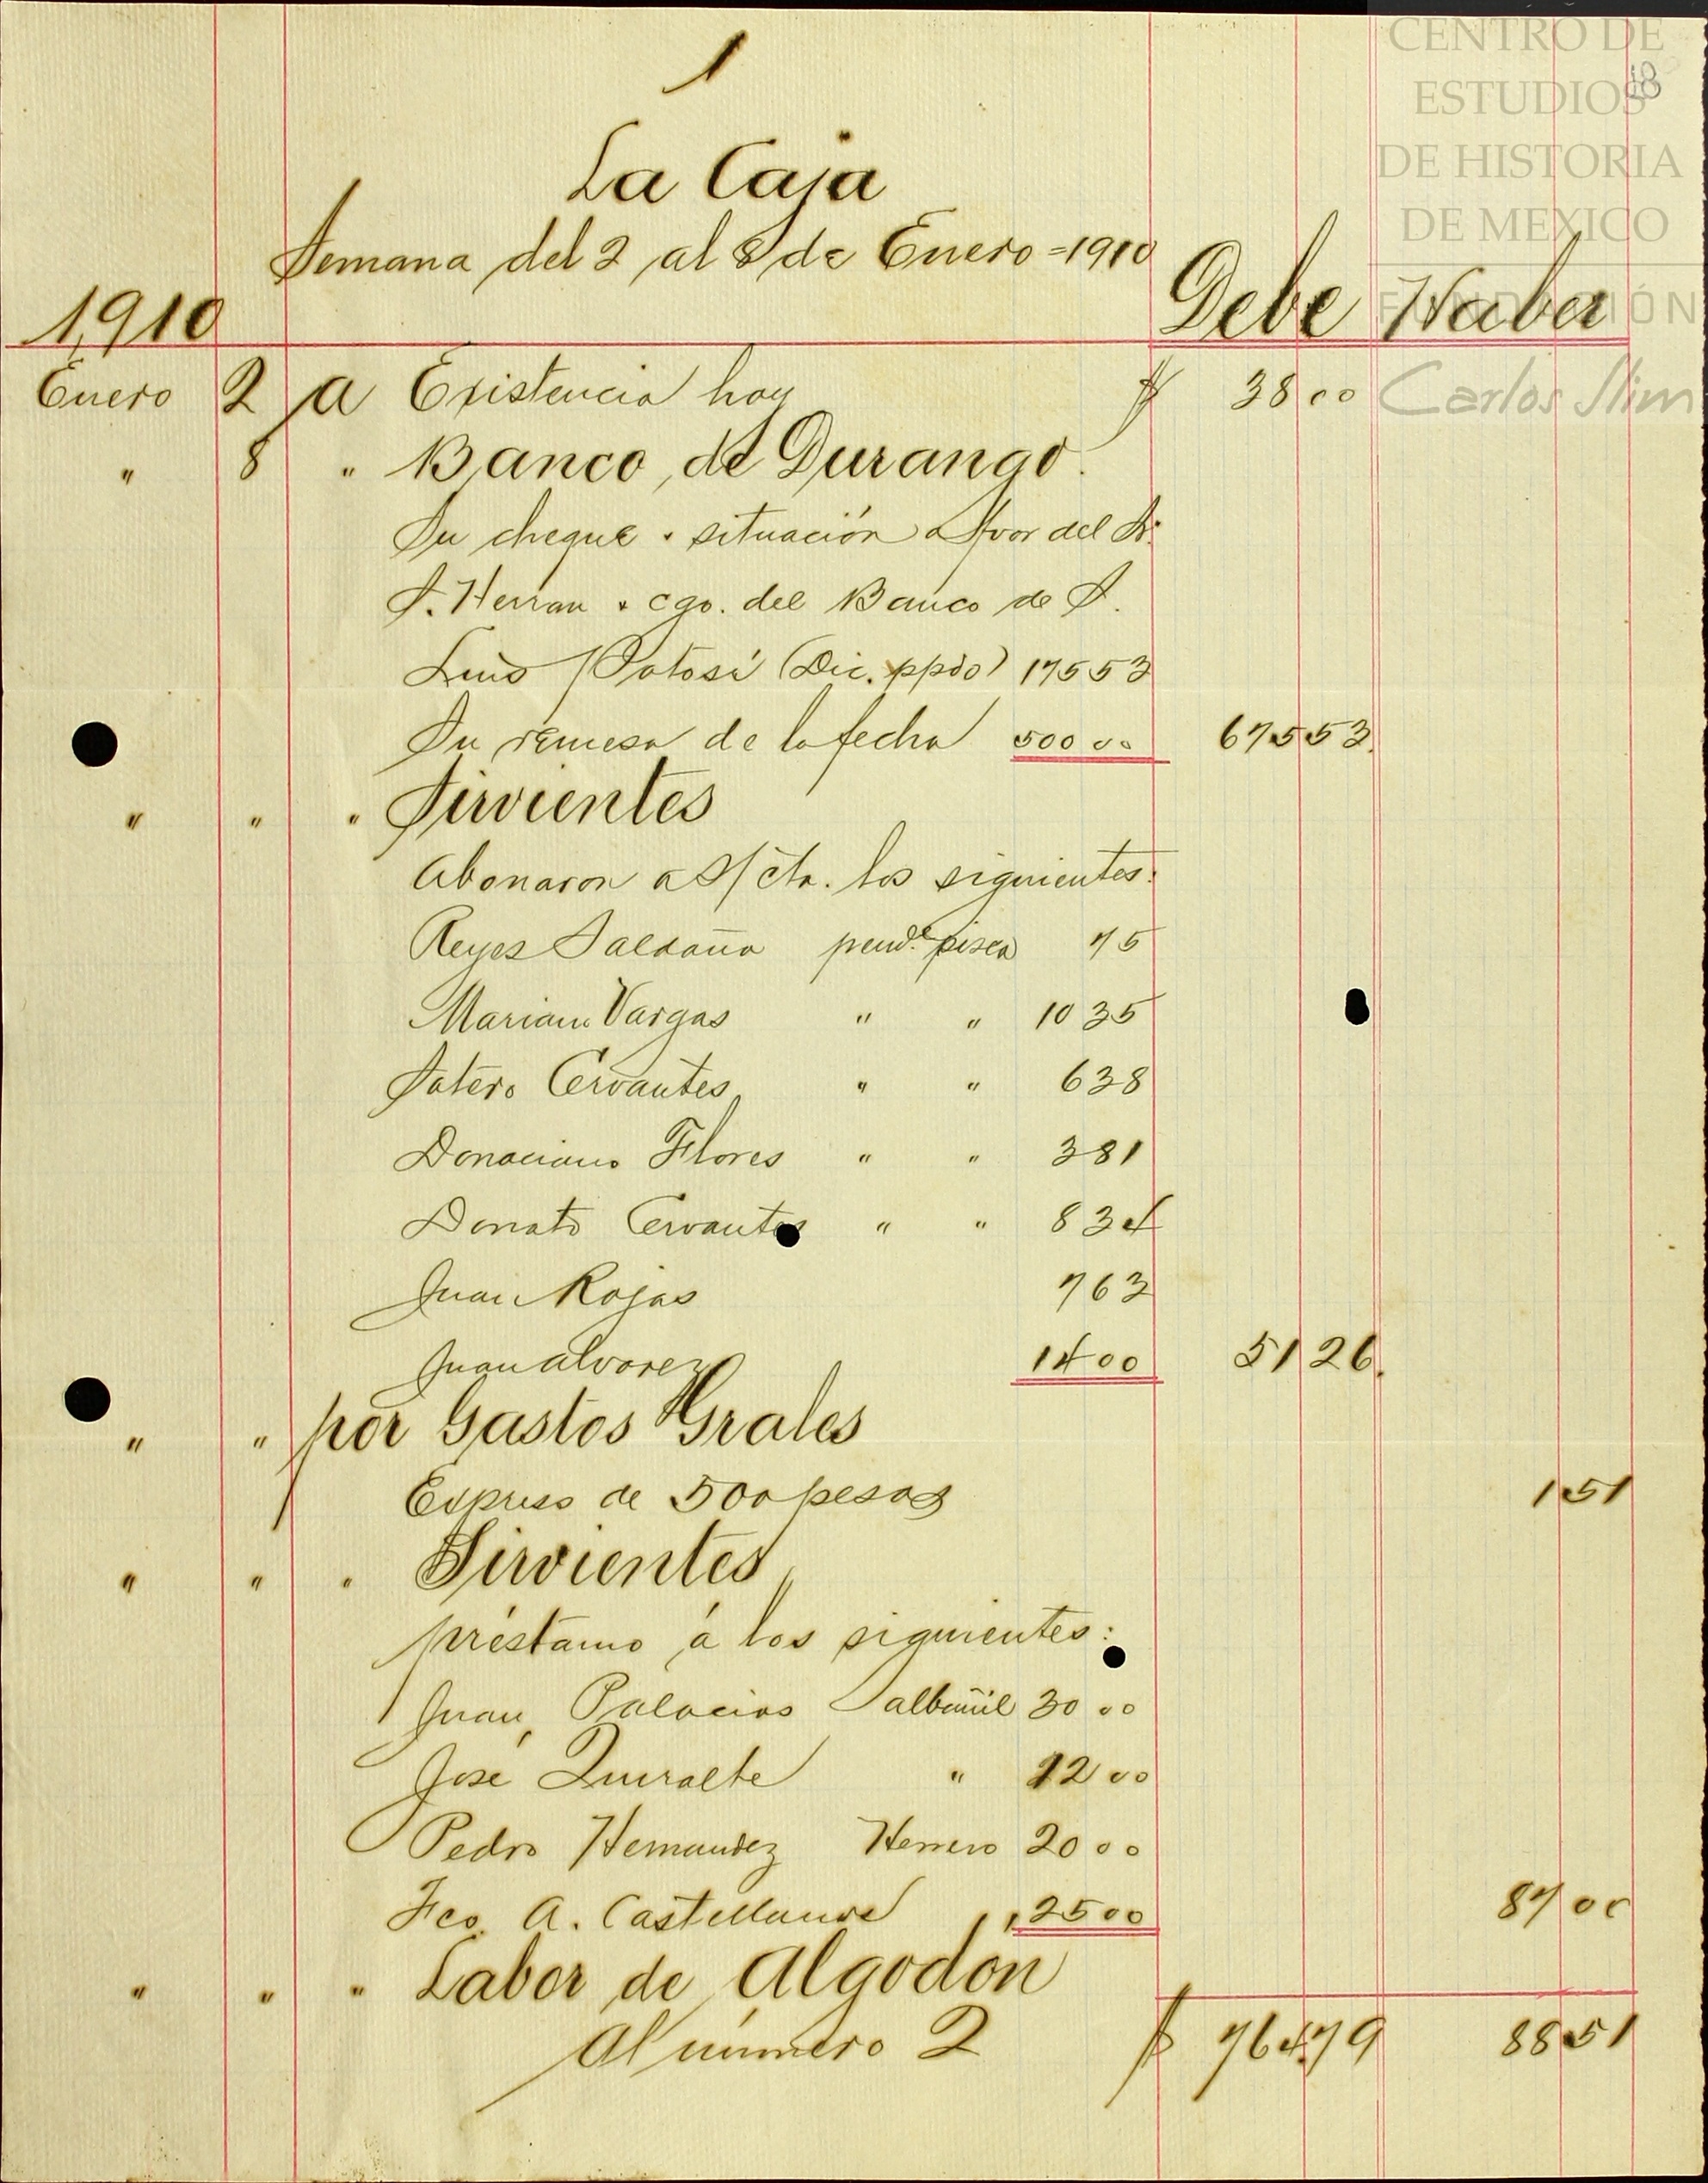 1
CENTRO DE
ESTUDIOS
DE HISTORIA
DE MEXICO
FUNDACIÓN
Carlos Slim
18
La Caja
Semana del 2 al 8 de Enero = 1910
1910 Debe Haber
Enero 2 a Existencia hoy $ 38 00
" 8 " Banco de Durango.
Su cheque . situación a fvor del Sr.
S. Herran . cgo. del Banco de S.
Luis Potosí (Dic. ppdo) 175 53
Su remesa de la fecha 500 00 675 53
" " " Sirvientes
Abonaron a S/ cta. los siguientes:
Reyes Saldaña pend.e pisca 75
Mariano Vargas " " 10 35
Sotero Cervantes " " 6 38
Donaciano Flores " " 3 81
Donato Cervantes " " 8 34
Juan Rojas 7 63
Juan Alvarez 14 00 51 26
" " por Gastos Grales
Expreso de 500 pesos 1 51
" " " Sirvientes
préstamo á los siguientes:
Juan Palacios albañil 30 00
José Quiralte " 12 00
Pedro Hernandez Herrero 20 00
Fco. A. Castellanos 25 00 87 00
" " " Labor de Algodon
Al número 2 $ 764 79 88 51